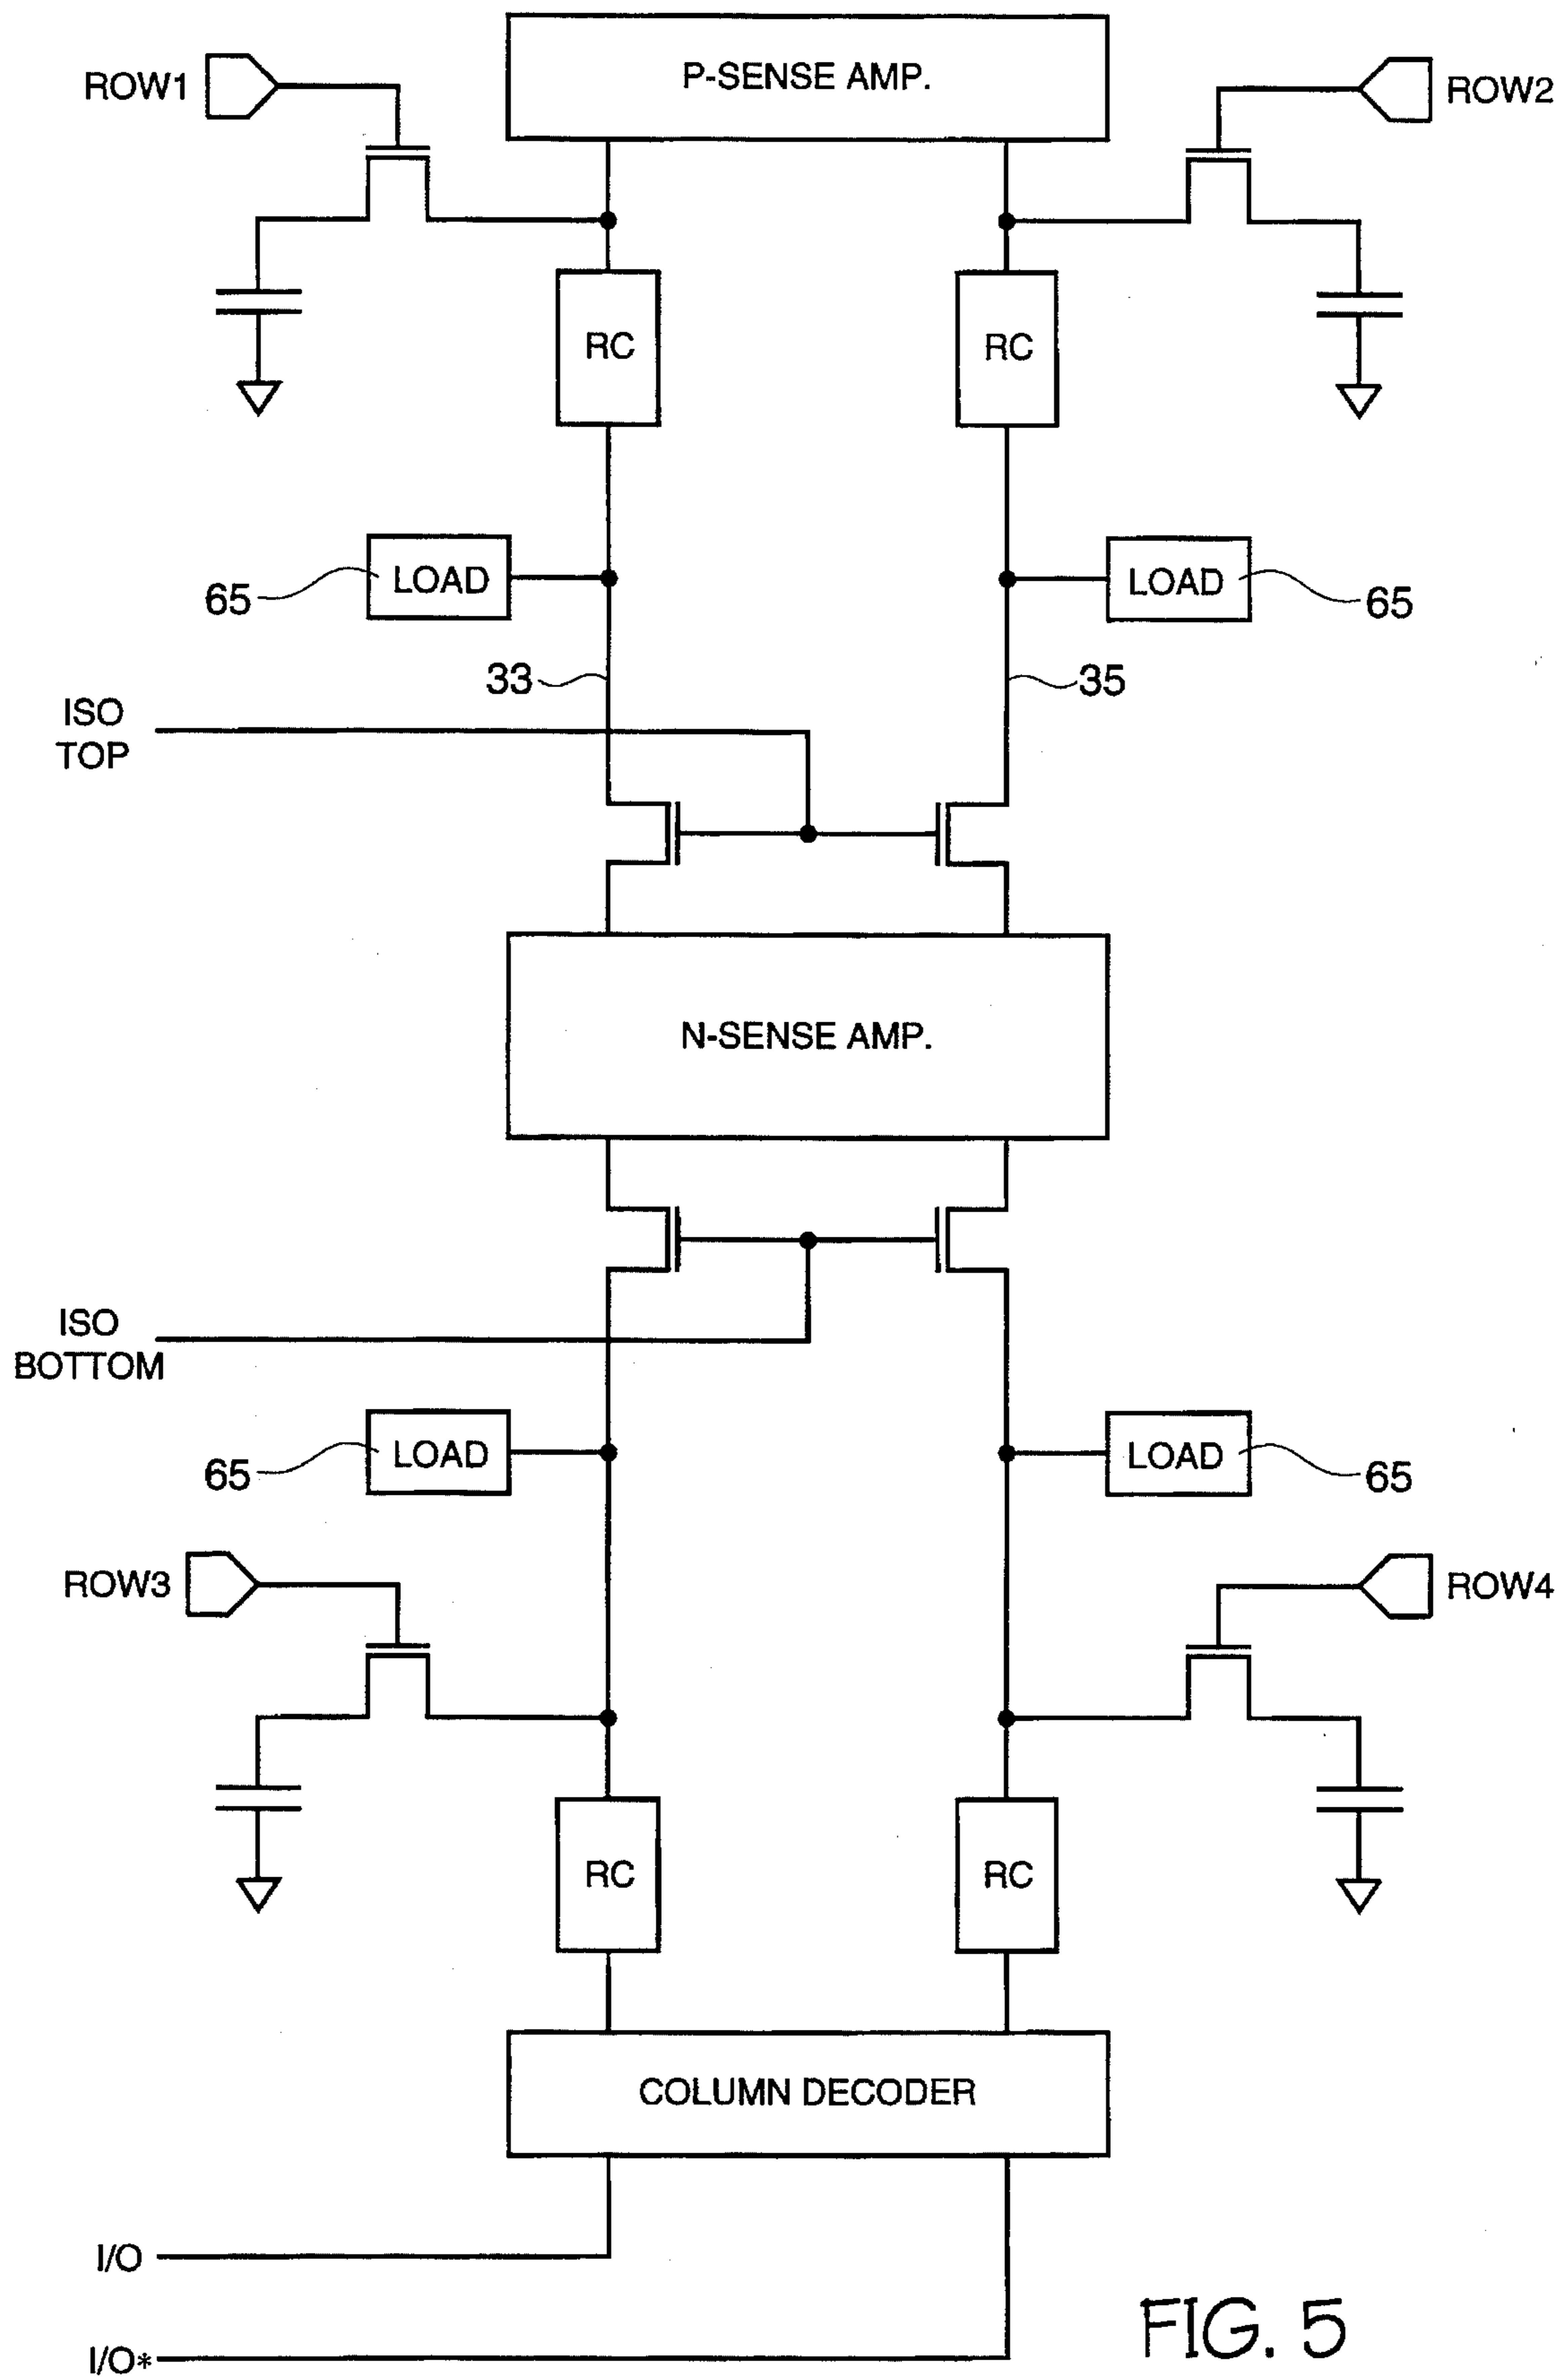 P-SENSE AMP.
ROW1
ROW2
RC
RC
LOAD
LOAD
65
65
33
35
ISO
TOP
N-SENSE AMP.
ISO
BOTTOM
LOAD
LOAD
65
65
ROW3
ROW4
RC
RC
COLUMN DECODER
I/O
I/O*
FIG. 5